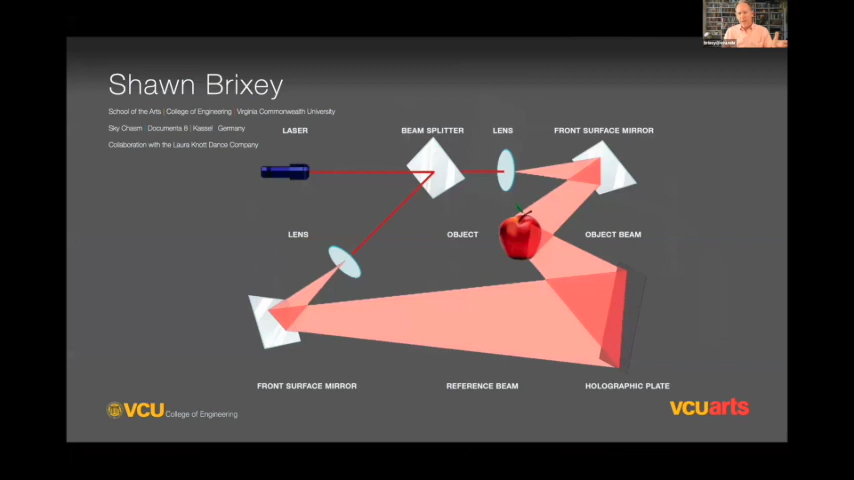 Shawn Brixey
School of the Arts | College of Engineering | Virginia Commonwealth University
Sky Chasm | Documenta 8 | Kassel | Germany
Collaboration with the Laura Knott Dance Company
LASER
BEAM SPLITTER
LENS
FRONT SURFACE MIRROR
LENS
OBJECT
OBJECT BEAM
FRONT SURFACE MIRROR
REFERENCE BEAM
HOLOGRAPHIC PLATE
VCU College of Engineering
vcuarts